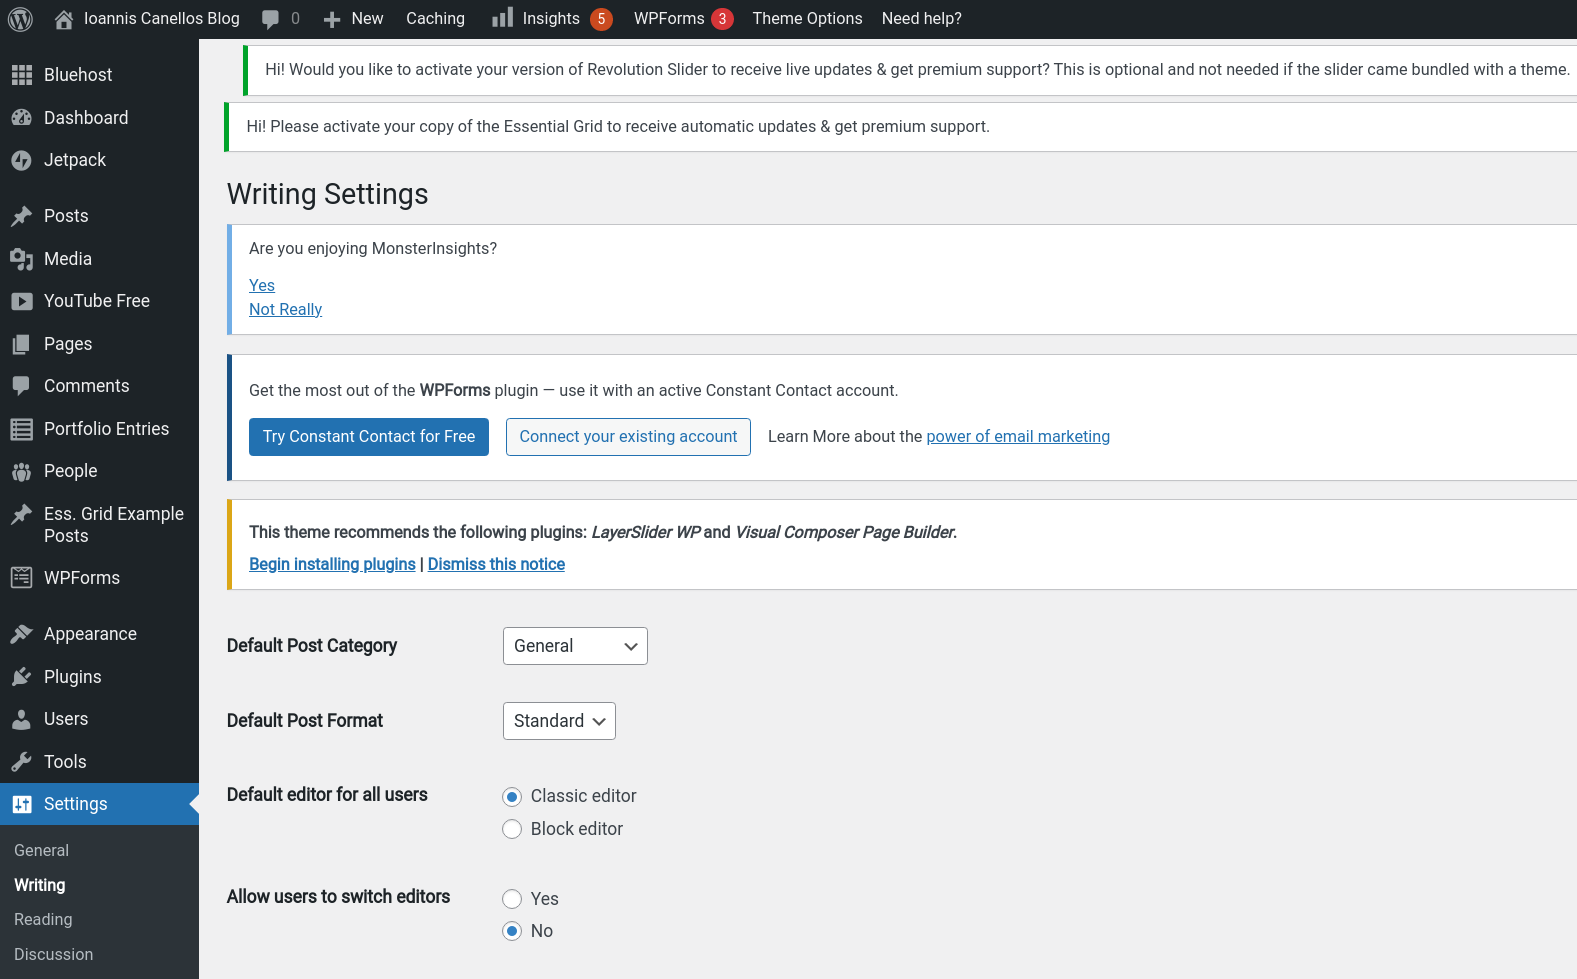 Ioannis Canellos Blog 0 New Caching Insights 5 WPForms 3 Theme Options Need help?
Bluehost
Dashboard
Jetpack
Posts
Media
YouTube Free
Pages
Comments
Portfolio Entries
People
Ess. Grid Example
Posts
WPForms
Appearance
Plugins
Users
Tools
Settings
General
Writing
Reading
Discussion
Hi! Would you like to activate your version of Revolution Slider to receive live updates & get premium support? This is optional and not needed if the slider came bundled with a theme.
Hi! Please activate your copy of the Essential Grid to receive automatic updates & get premium support.
Writing Settings
Are you enjoying MonsterInsights?
Yes
Not Really
Get the most out of the WPForms plugin — use it with an active Constant Contact account.
Try Constant Contact for Free Connect your existing account Learn More about the power of email marketing
This theme recommends the following plugins: LayerSlider WP and Visual Composer Page Builder.
Begin installing plugins | Dismiss this notice
Default Post Category General
Default Post Format Standard
Default editor for all users Classic editor
Block editor
Allow users to switch editors Yes
No